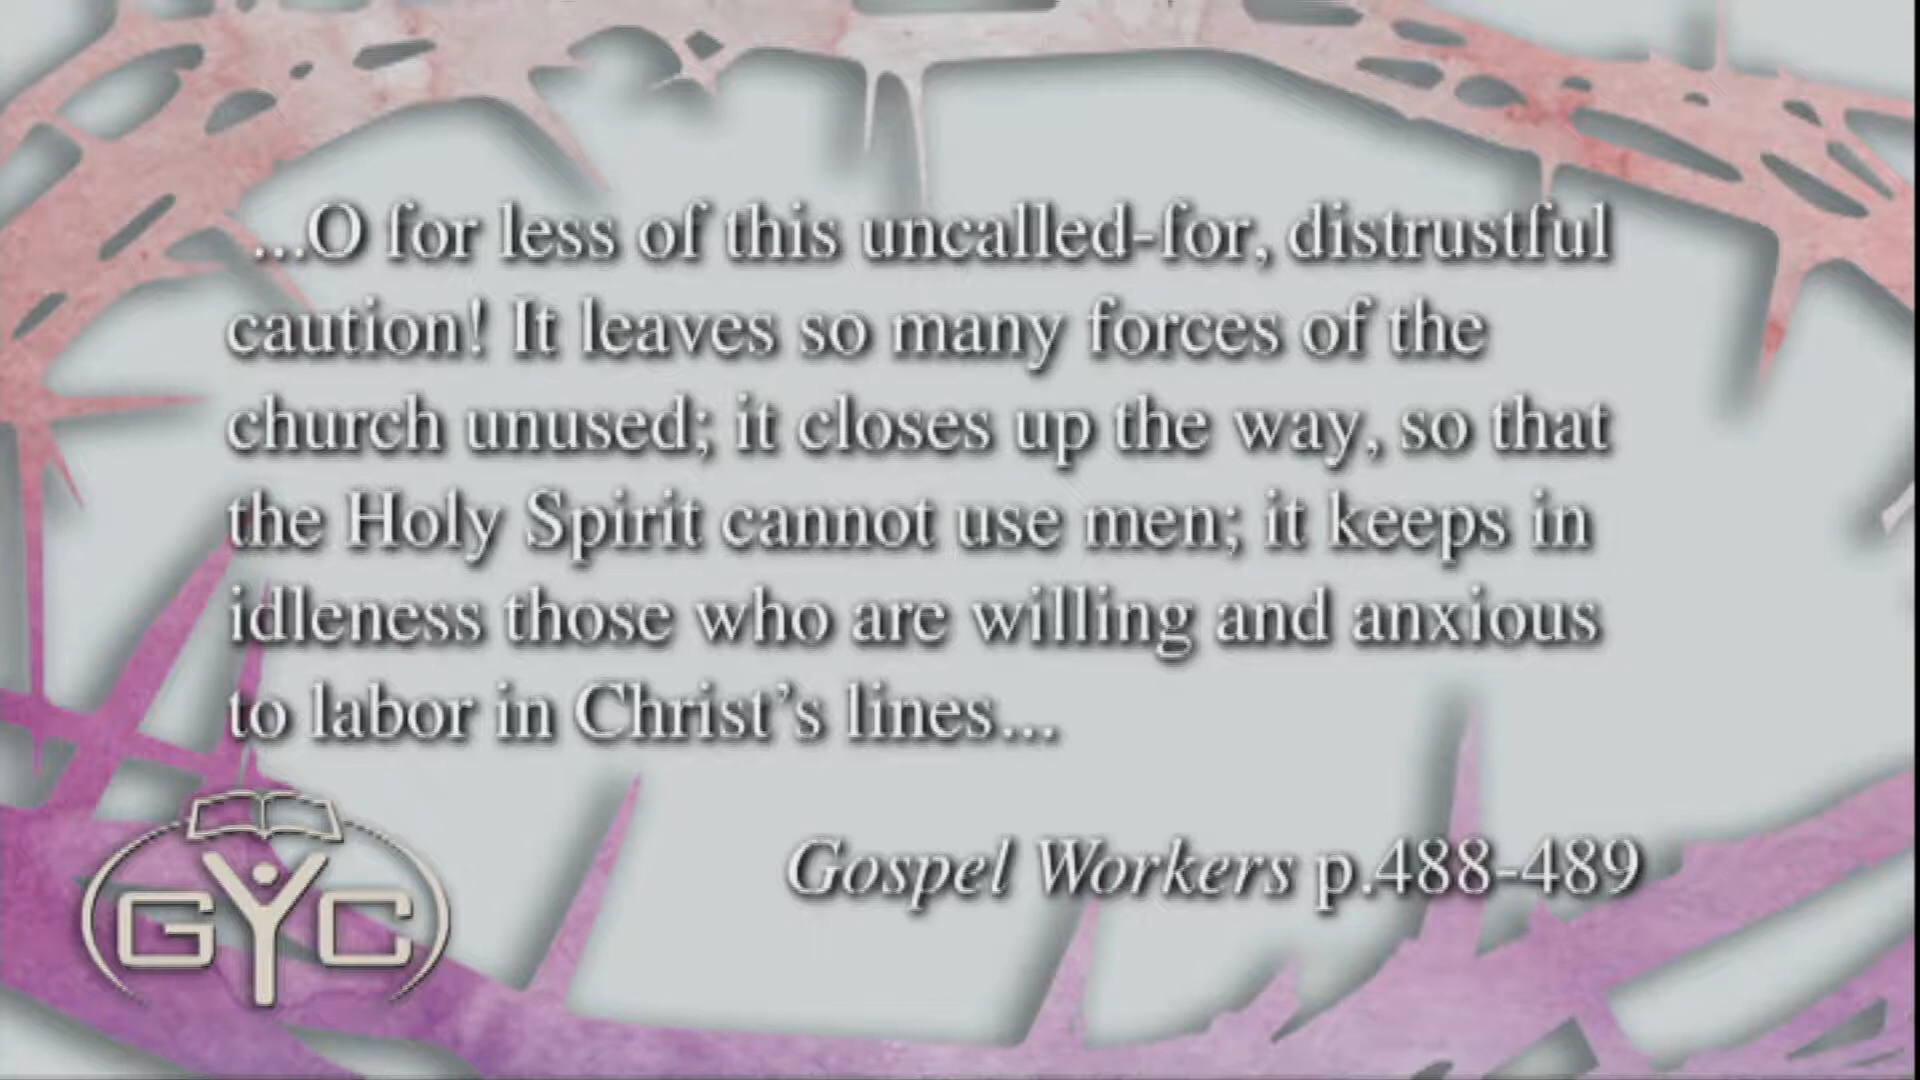 ...O for less of this uncalled-for, distrustful
caution! It leaves so many forces of the
church unused; it closes up the way, so that
the Holy Spirit cannot use men; it keeps in
idleness those who are willing and anxious
to labor in Christ’s lines...
Gospel Workers p.488-489
GYC